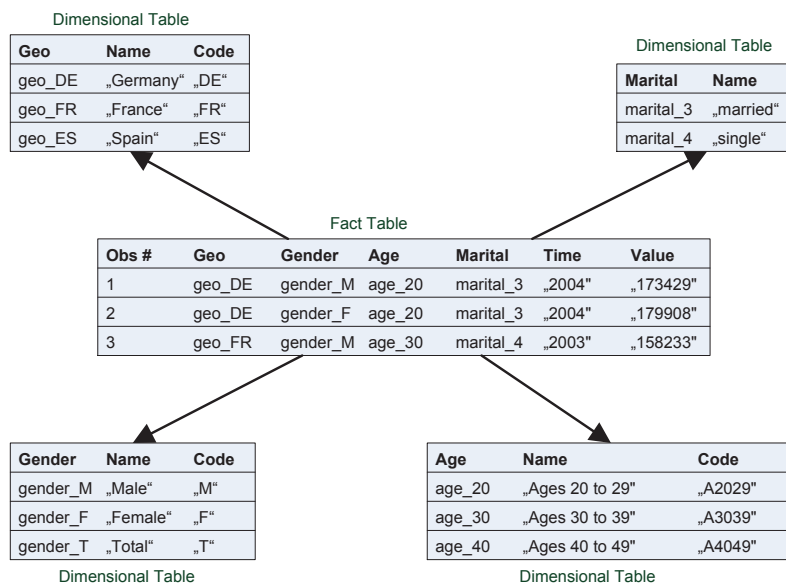 Dimensional Table
Geo Name Code
geo_DE „Germany“ „DE“
geo_FR „France“ „FR“
geo_ES „Spain“ „ES“
Dimensional Table
Marital Name
marital_3 „married“
marital_4 „single“
Fact Table
Obs # Geo Gender Age Marital Time Value
1 geo_DE gender_M age_20 marital_3 „2004" „173429"
2 geo_DE gender_F age_20 marital_3 „2004" „179908"
3 geo_FR gender_M age_30 marital_4 „2003" „158233"
Gender Name Code
gender_M „Male“ „M“
gender_F „Female“ „F“
gender_T „Total“ „T“
Dimensional Table
Age Name Code
age_20 „Ages 20 to 29" „A2029"
age_30 „Ages 30 to 39" „A3039"
age_40 „Ages 40 to 49" „A4049"
Dimensional Table